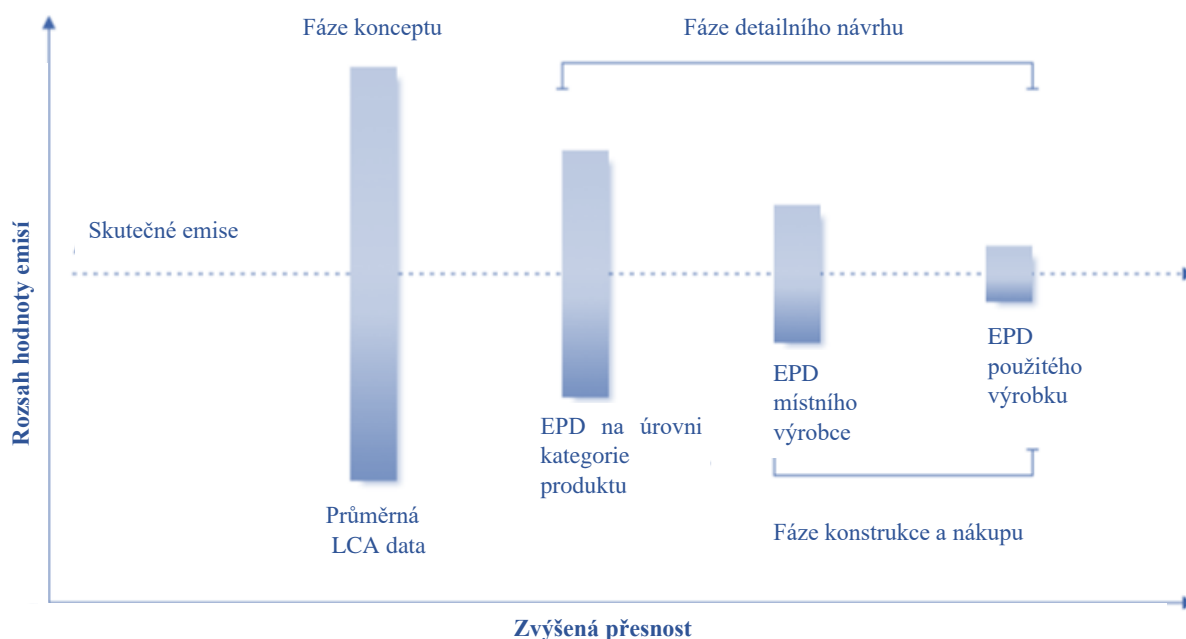 Fáze konceptu
Fáze detailního návrhu
Skutečné emise
Rozsah hodnoty emisí
EPD
použitého
výrobku
EPD
místního
výrobce
EPD na úrovni
kategorie
produktu
Průměrná
LCA data
Fáze konstrukce a nákupu
Zvýšená přesnost